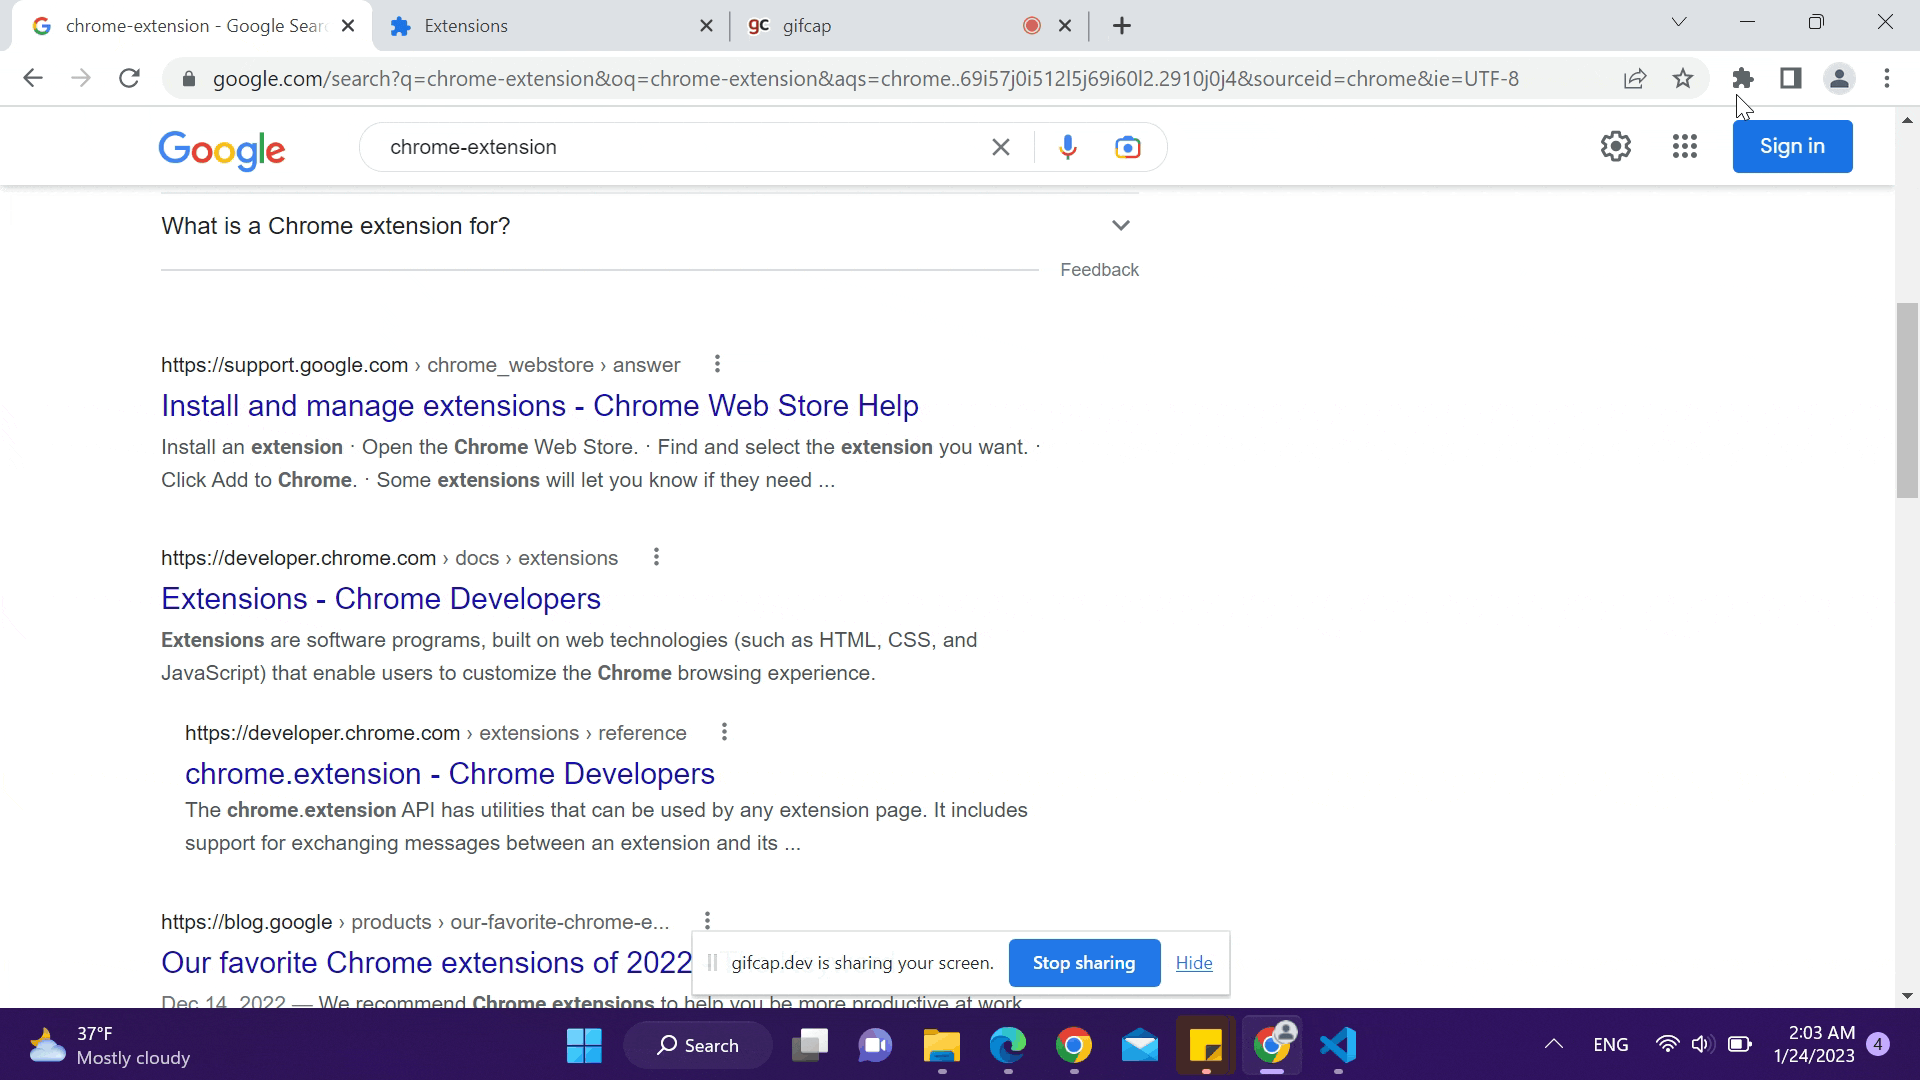 chrome-extension - Google Sear
Extensions
gc gifcap
google.com/search?q=chrome-extension&oq=chrome-extension&aqs=chrome..69i57j0i512l5j69i60l2.2910j0j4&sourceid=chrome&ie=UTF-8
Google
chrome-extension
Sign in
What is a Chrome extension for?
Feedback
https://support.google.com › chrome_webstore › answer
Install and manage extensions - Chrome Web Store Help
Install an extension · Open the Chrome Web Store. · Find and select the extension you want. ·
Click Add to Chrome. · Some extensions will let you know if they need ...
https://developer.chrome.com › docs › extensions
Extensions - Chrome Developers
Extensions are software programs, built on web technologies (such as HTML, CSS, and
JavaScript) that enable users to customize the Chrome browsing experience.
https://developer.chrome.com › extensions › reference
chrome.extension - Chrome Developers
The chrome.extension API has utilities that can be used by any extension page. It includes
support for exchanging messages between an extension and its ...
https://blog.google › products › our-favorite-chrome-e...
Our favorite Chrome extensions of 2022
gifcap.dev is sharing your screen.
Stop sharing
Hide
Dec 14, 2022 — We recommend Chrome extensions to help you be more productive at work
37°F
Mostly cloudy
Search
ENG
2:03 AM
1/24/2023
4